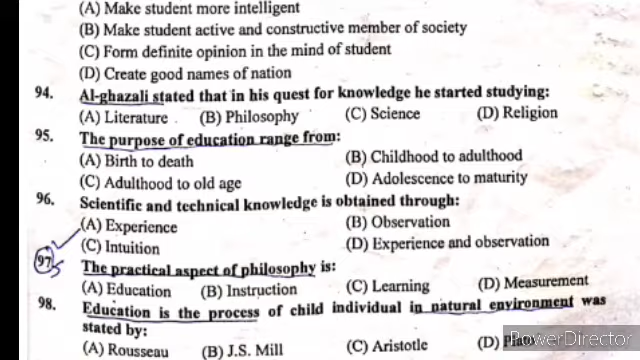 (A) Make student more intelligent
(B) Make student active and constructive member of society
(C) Form definite opinion in the mind of student
(D) Create good names of nation
94. Al-ghazali stated that in his quest for knowledge he started studying:
(A) Literature (B) Philosophy (C) Science (D) Religion
95. The purpose of education range from:
(A) Birth to death (B) Childhood to adulthood
(C) Adulthood to old age (D) Adolescence to maturity
96. Scientific and technical knowledge is obtained through:
(A) Experience (B) Observation
(C) Intuition (D) Experience and observation
97. The practical aspect of philosophy is:
(A) Education (B) Instruction (C) Learning (D) Measurement
98. Education is the process of child individual in natural environment was
stated by:
(A) Rousseau (B) J.S. Mill (C) Aristotle (D)
PowerDirector